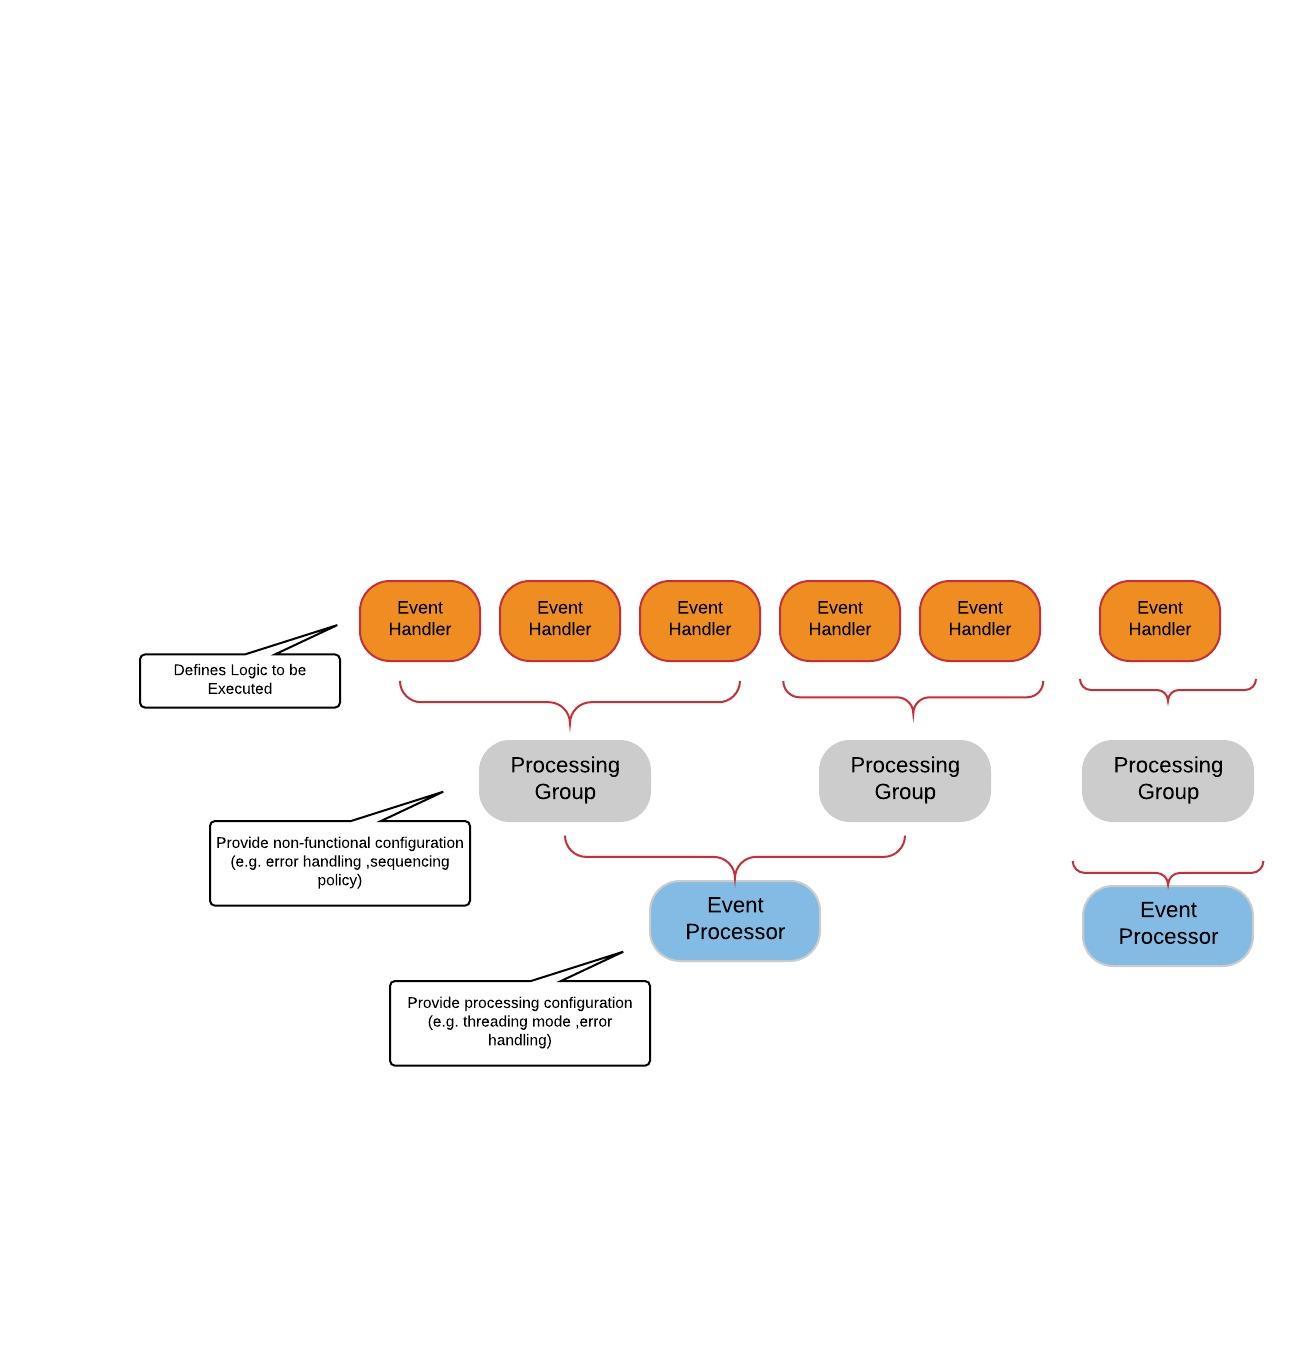 Event
Handler
Event
Handler
Event
Handler
Event
Handler
Event
Handler
Event
Handler
Defines Logic to be
Executed
Processing
Group
Processing
Group
Processing
Group
Provide non-functional configuration
(e.g. error handling ,sequencing
policy)
Event
Processor
Event
Processor
Provide processing configuration
(e.g. threading mode ,error
handling)